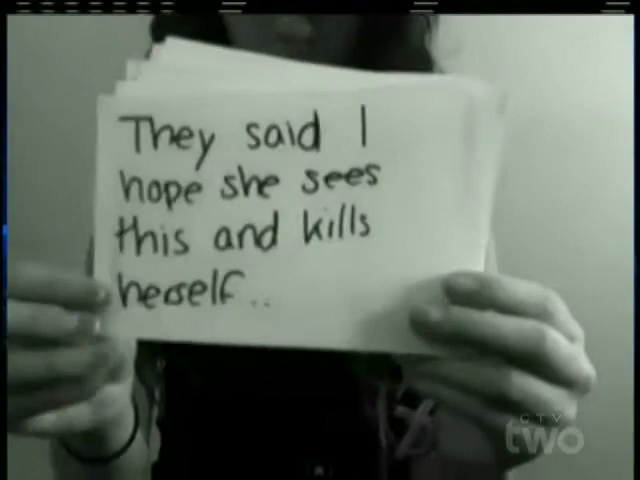 They said I
hope she sees
this and kills
herself..
CTV
two